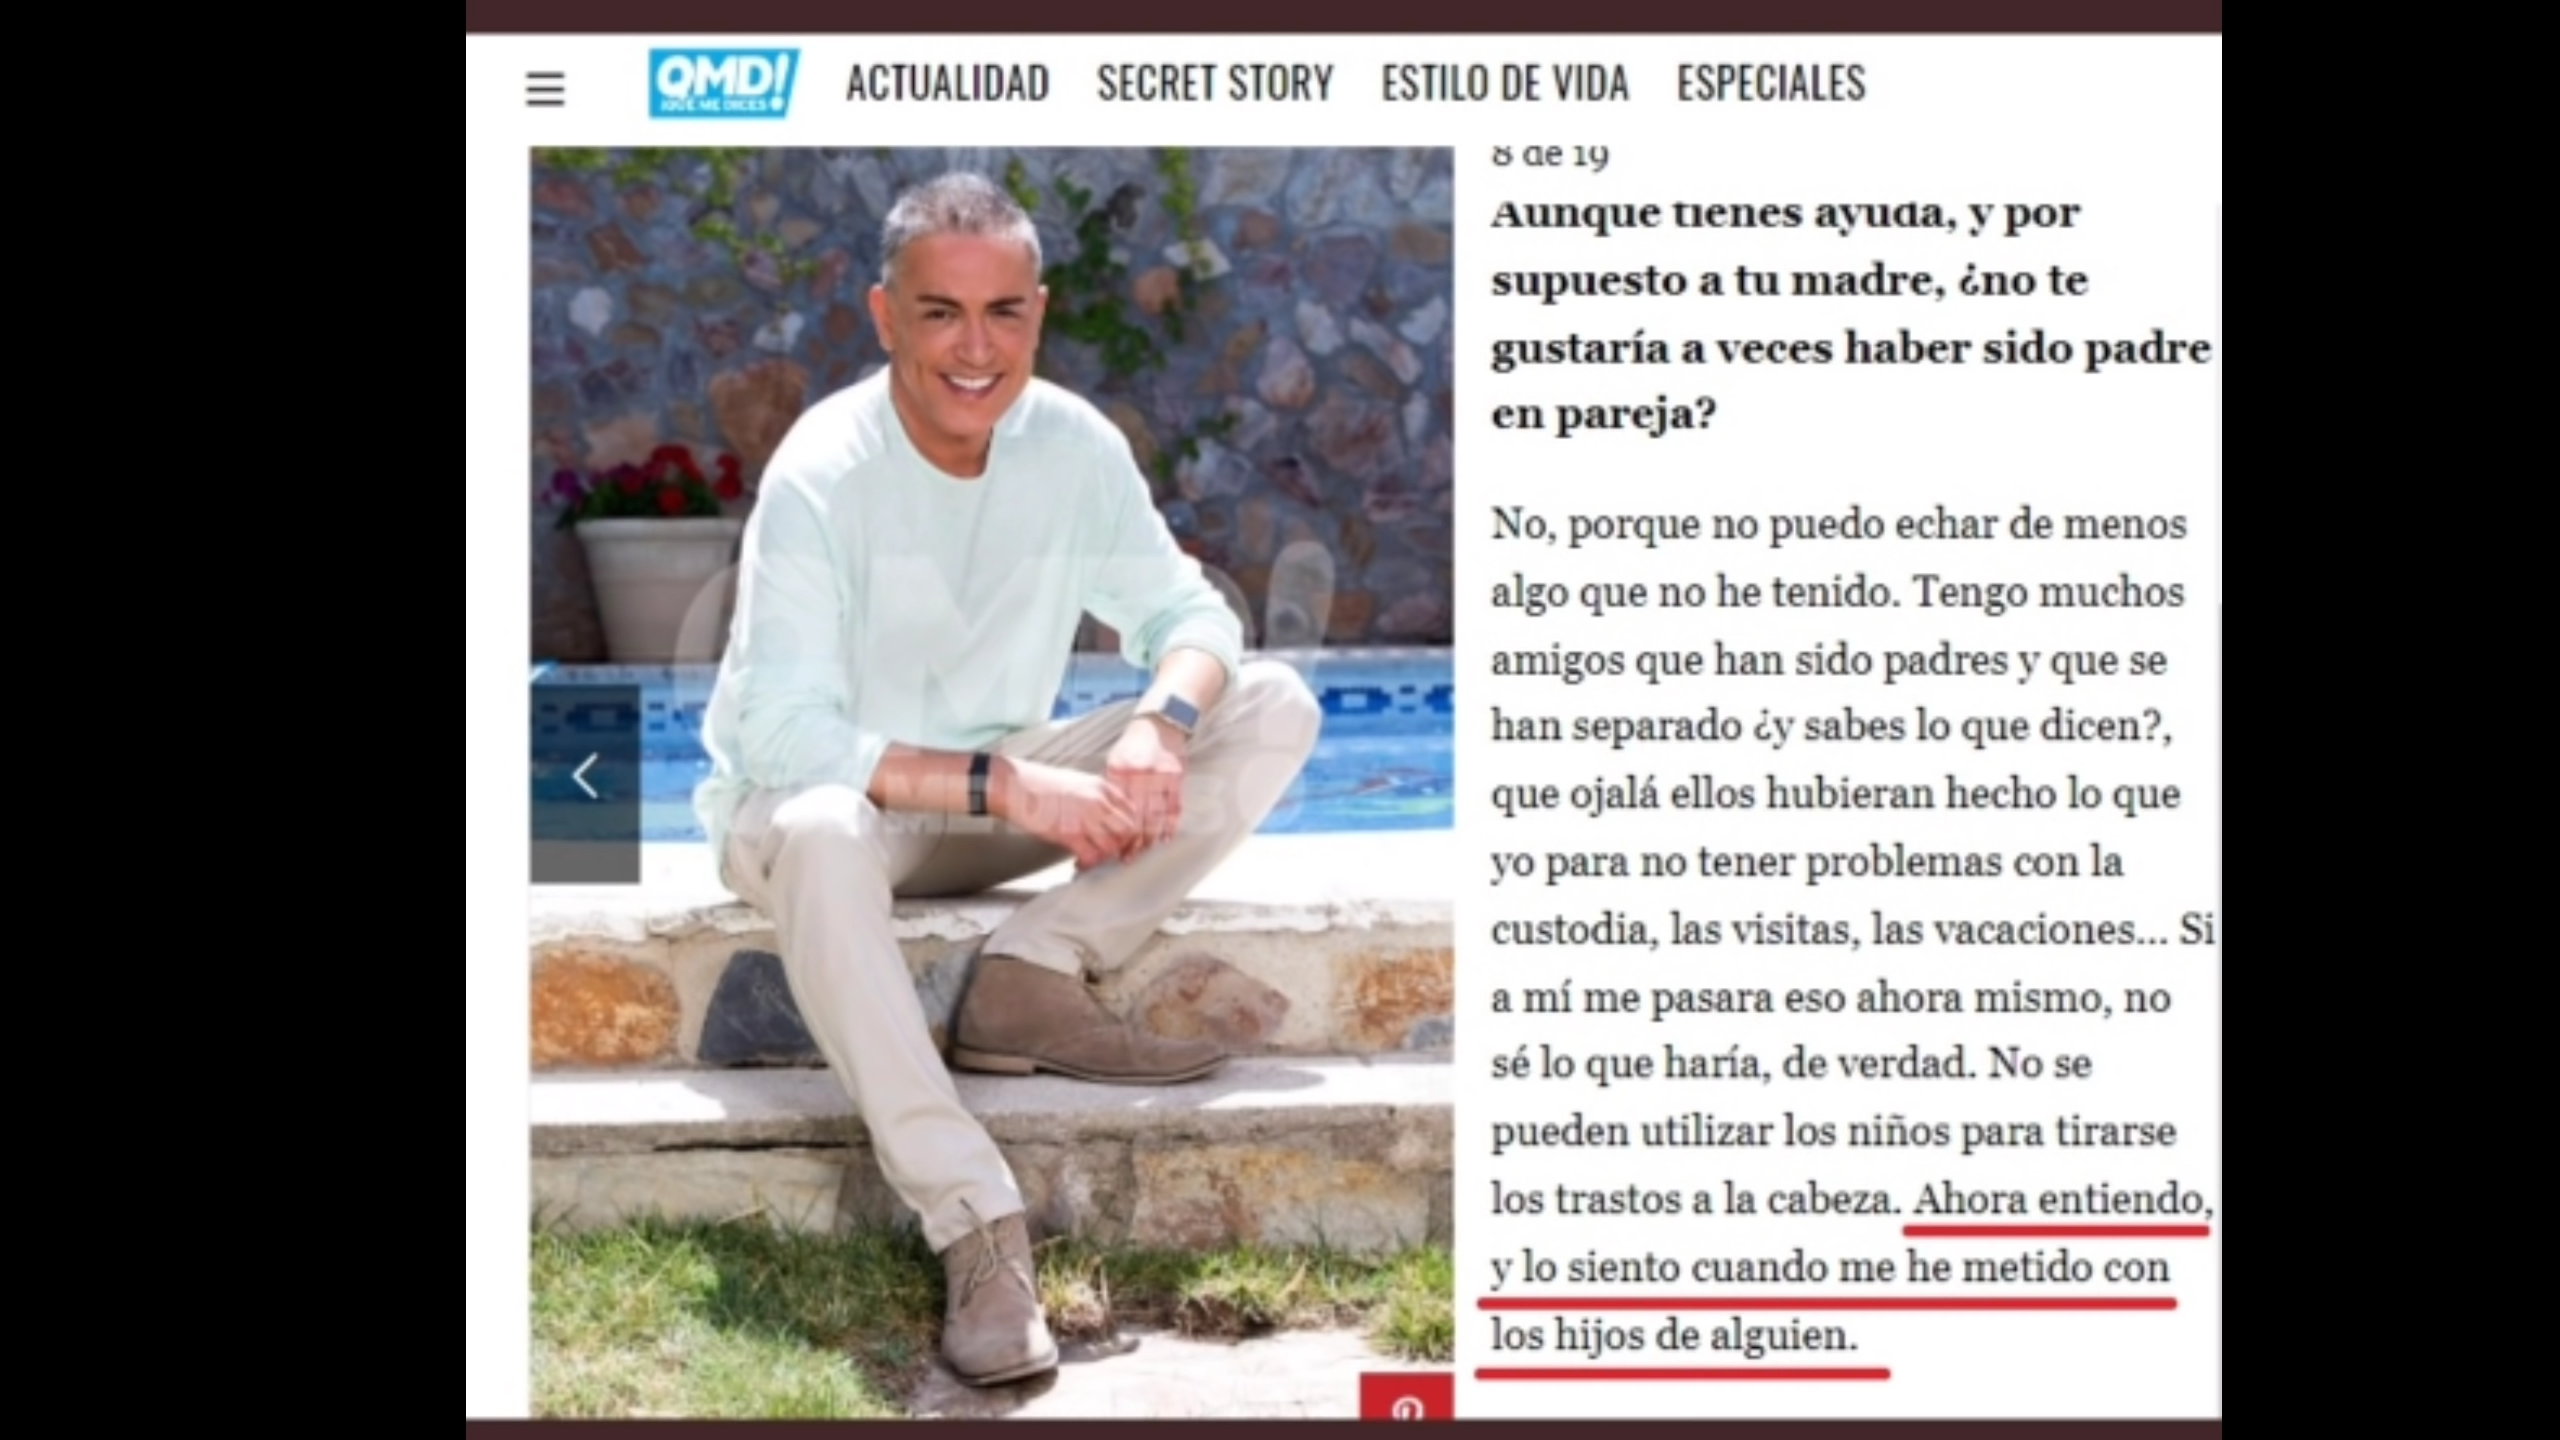 QMD!
¡QUE ME DICES!
ACTUALIDAD SECRET STORY ESTILO DE VIDA ESPECIALES
8 de 19
Aunque tienes ayuda, y por
supuesto a tu madre, ¿no te
gustaría a veces haber sido padre
en pareja?
No, porque no puedo echar de menos
algo que no he tenido. Tengo muchos
amigos que han sido padres y que se
han separado ¿y sabes lo que dicen?,
que ojalá ellos hubieran hecho lo que
yo para no tener problemas con la
custodia, las visitas, las vacaciones... Si
a mí me pasara eso ahora mismo, no
sé lo que haría, de verdad. No se
pueden utilizar los niños para tirarse
los trastos a la cabeza. Ahora entiendo,
y lo siento cuando me he metido con
los hijos de alguien.
QMD!